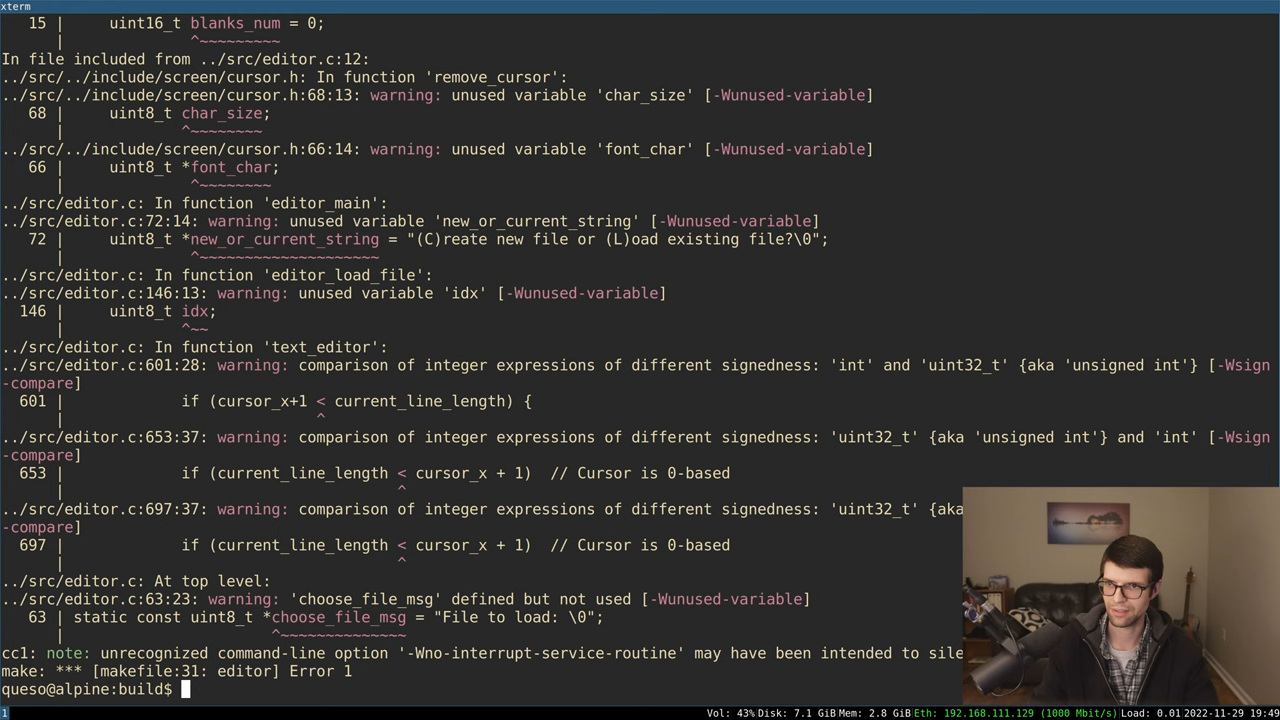 xterm
   15 |     uint16_t blanks_num = 0;
      |              ^~~~~~~~~~
In file included from ../src/editor.c:12:
../src/../include/screen/cursor.h: In function 'remove_cursor':
../src/../include/screen/cursor.h:68:13: warning: unused variable 'char_size' [-Wunused-variable]
   68 |     uint8_t char_size;
      |             ^~~~~~~~~
../src/../include/screen/cursor.h:66:14: warning: unused variable 'font_char' [-Wunused-variable]
   66 |     uint8_t *font_char;
      |              ^~~~~~~~~
../src/editor.c: In function 'editor_main':
../src/editor.c:72:14: warning: unused variable 'new_or_current_string' [-Wunused-variable]
   72 |     uint8_t *new_or_current_string = "(C)reate new file or (L)oad existing file?\0";
      |              ^~~~~~~~~~~~~~~~~~~~~
../src/editor.c: In function 'editor_load_file':
../src/editor.c:146:13: warning: unused variable 'idx' [-Wunused-variable]
  146 |     uint8_t idx;
      |             ^~~
../src/editor.c: In function 'text_editor':
../src/editor.c:601:28: warning: comparison of integer expressions of different signedness: 'int' and 'uint32_t' {aka 'unsigned int'} [-Wsign
-compare]
  601 |             if (cursor_x+1 < current_line_length) {
      |                            ^
../src/editor.c:653:37: warning: comparison of integer expressions of different signedness: 'uint32_t' {aka 'unsigned int'} and 'int' [-Wsign
-compare]
  653 |             if (current_line_length < cursor_x + 1)  // Cursor is 0-based
      |                                     ^
../src/editor.c:697:37: warning: comparison of integer expressions of different signedness: 'uint32_t' {aka
-compare]
  697 |             if (current_line_length < cursor_x + 1)  // Cursor is 0-based
      |                                     ^
../src/editor.c: At top level:
../src/editor.c:63:23: warning: 'choose_file_msg' defined but not used [-Wunused-variable]
   63 | static const uint8_t *choose_file_msg = "File to load: \0";
      |                       ^~~~~~~~~~~~~~~
cc1: note: unrecognized command-line option '-Wno-interrupt-service-routine' may have been intended to sile
make: *** [makefile:31: editor] Error 1
queso@alpine:build$
1 Vol: 43% Disk: 7.1 GiB Mem: 2.8 GiB Eth: 192.168.111.129 (1000 Mbit/s) Load: 0.01 2022-11-29 19:49